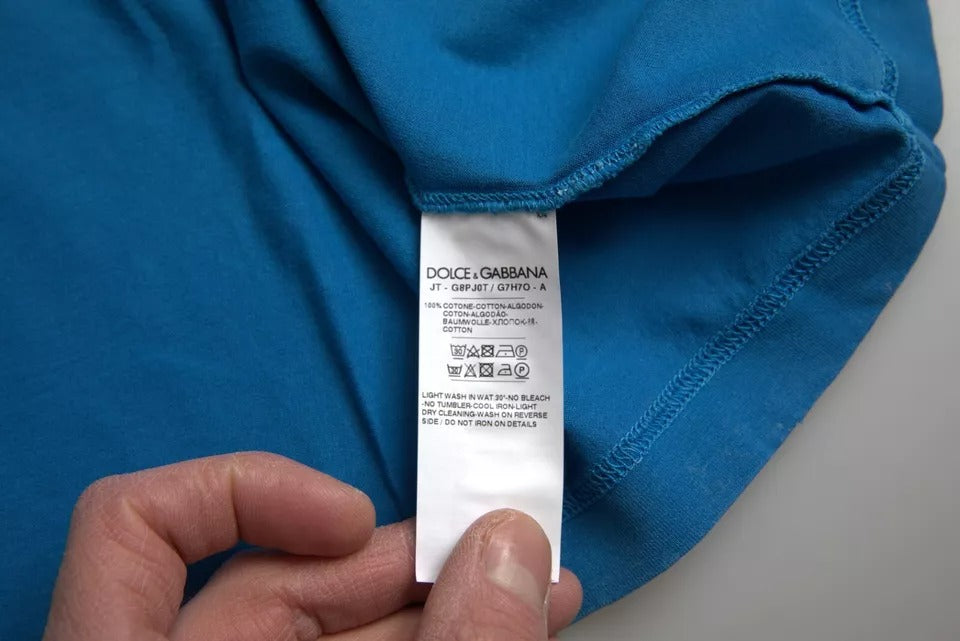 DOLCE & GABBANA
JT - G8PJ0T / G7H7O - A
100% COTONE-COTTON-ALGODON-
COTON-ALGODÃO-
BAUMWOLLE-ХЛОПОК-棉-
COTTON
LIGHT WASH IN WAT.30°-NO BLEACH
-NO TUMBLER-COOL IRON-LIGHT
DRY CLEANING-WASH ON REVERSE
SIDE / DO NOT IRON ON DETAILS